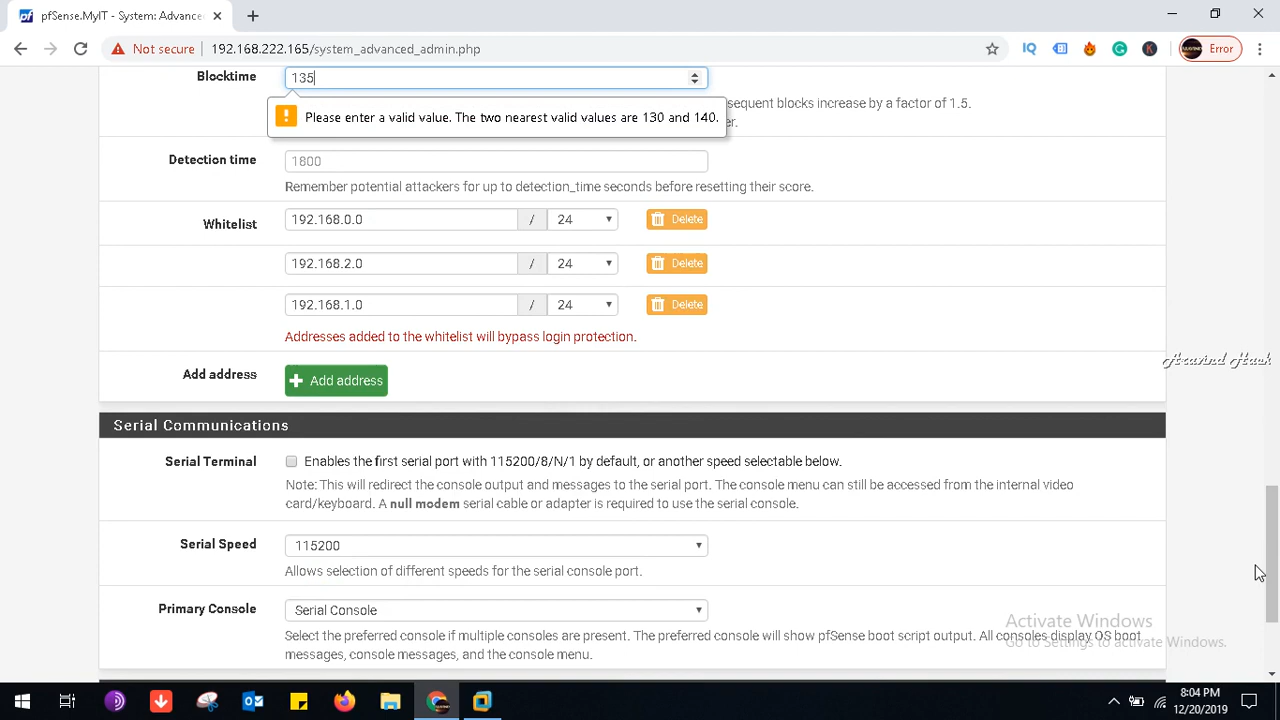 pfSense.MyIT - System: Advance
Not secure
192.168.222.165/system_advanced_admin.php
Error
Blocktime
135
sequent blocks increase by a factor of 1.5.
Please enter a valid value. The two nearest valid values are 130 and 140.
er.
Detection time
1800
Remember potential attackers for up to detection_time seconds before resetting their score.
Whitelist
192.168.0.0 / 24 Delete
192.168.2.0 / 24 Delete
192.168.1.0 / 24 Delete
Addresses added to the whitelist will bypass login protection.
Aravind Hack
Add address
Add address
Serial Communications
Serial Terminal
Enables the first serial port with 115200/8/N/1 by default, or another speed selectable below.
Note: This will redirect the console output and messages to the serial port. The console menu can still be accessed from the internal video
card/keyboard. A null modem serial cable or adapter is required to use the serial console.
Serial Speed
115200
Allows selection of different speeds for the serial console port.
Primary Console
Serial Console
Select the preferred console if multiple consoles are present. The preferred console will show pfSense boot script output. All consoles display OS boot
messages, console messages, and the console menu.
Activate Windows
Go to Settings to activate Windows.
8:04 PM
12/20/2019